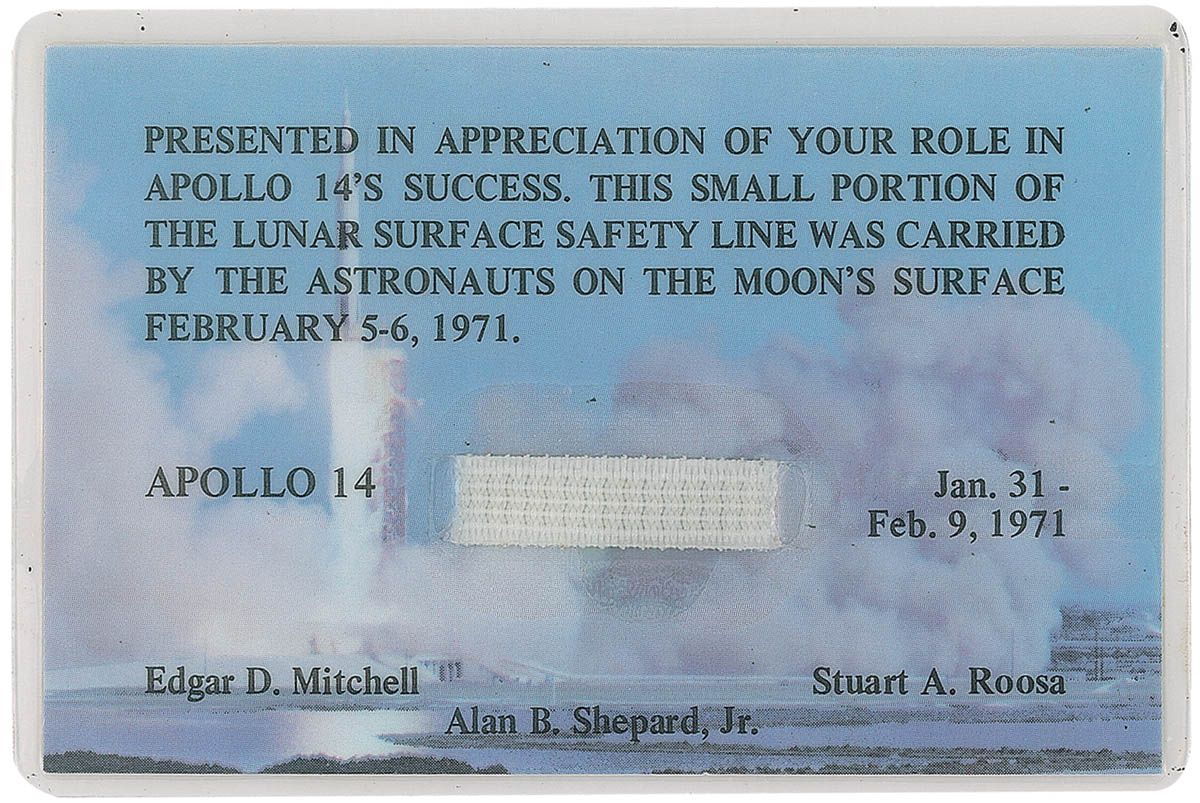 PRESENTED IN APPRECIATION OF YOUR ROLE IN
APOLLO 14'S SUCCESS. THIS SMALL PORTION OF
THE LUNAR SURFACE SAFETY LINE WAS CARRIED
BY THE ASTRONAUTS ON THE MOON'S SURFACE
FEBRUARY 5-6, 1971.
APOLLO 14
Jan. 31 -
Feb. 9, 1971
Edgar D. Mitchell
Stuart A. Roosa
Alan B. Shepard, Jr.